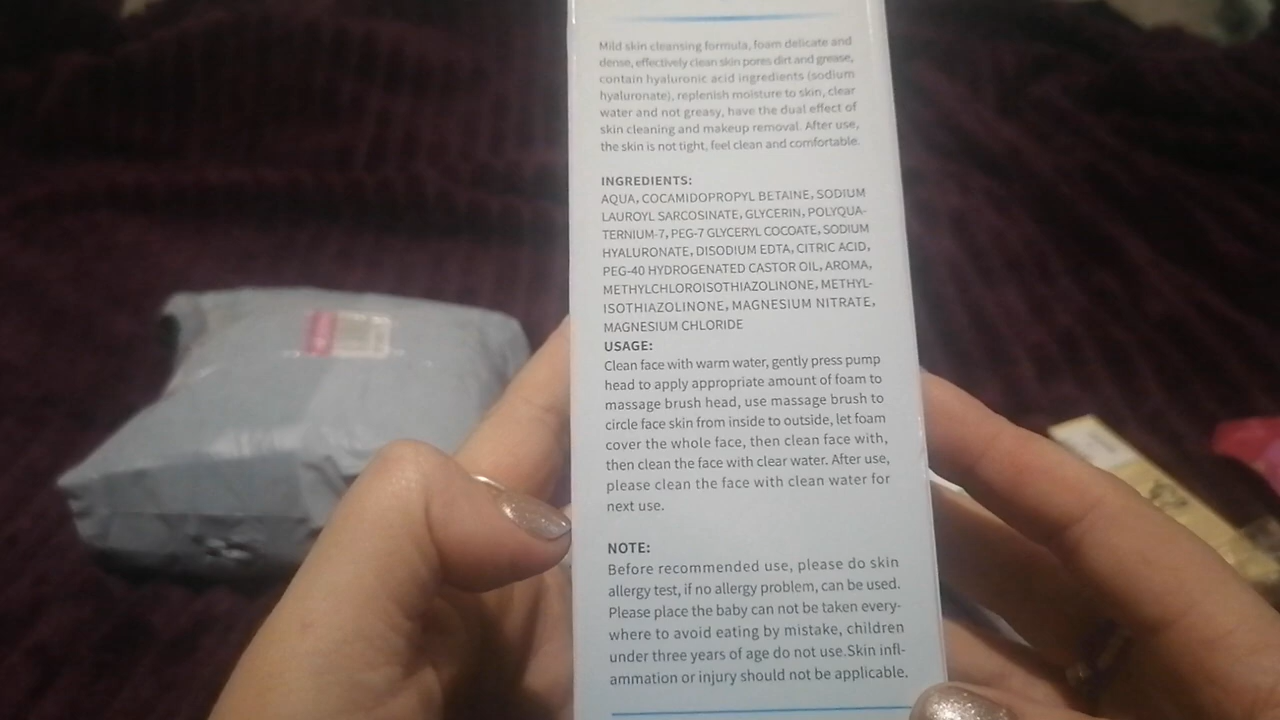 Mild skin cleansing formula, foam delicate and
dense, effectively clean skin pores dirt and grease,
contain hyaluronic acid ingredients (sodium
hyaluronate), replenish moisture to skin, clear
water and not greasy, have the dual effect of
skin cleaning and makeup removal. After use,
the skin is not tight, feel clean and comfortable.
INGREDIENTS:
AQUA, COCAMIDOPROPYL BETAINE, SODIUM
LAUROYL SARCOSINATE, GLYCERIN, POLYQUA-
TERNIUM-7, PEG-7 GLYCERYL COCOATE, SODIUM
HYALURONATE, DISODIUM EDTA, CITRIC ACID,
PEG-40 HYDROGENATED CASTOR OIL, AROMA,
METHYLCHLOROISOTHIAZOLINONE, METHYL-
ISOTHIAZOLINONE, MAGNESIUM NITRATE,
MAGNESIUM CHLORIDE
USAGE:
Clean face with warm water, gently press pump
head to apply appropriate amount of foam to
massage brush head, use massage brush to
circle face skin from inside to outside, let foam
cover the whole face, then clean face with,
then clean the face with clear water. After use,
please clean the face with clean water for
next use.
NOTE:
Before recommended use, please do skin
allergy test, if no allergy problem, can be used.
Please place the baby can not be taken every-
where to avoid eating by mistake, children
under three years of age do not use.Skin infl-
ammation or injury should not be applicable.